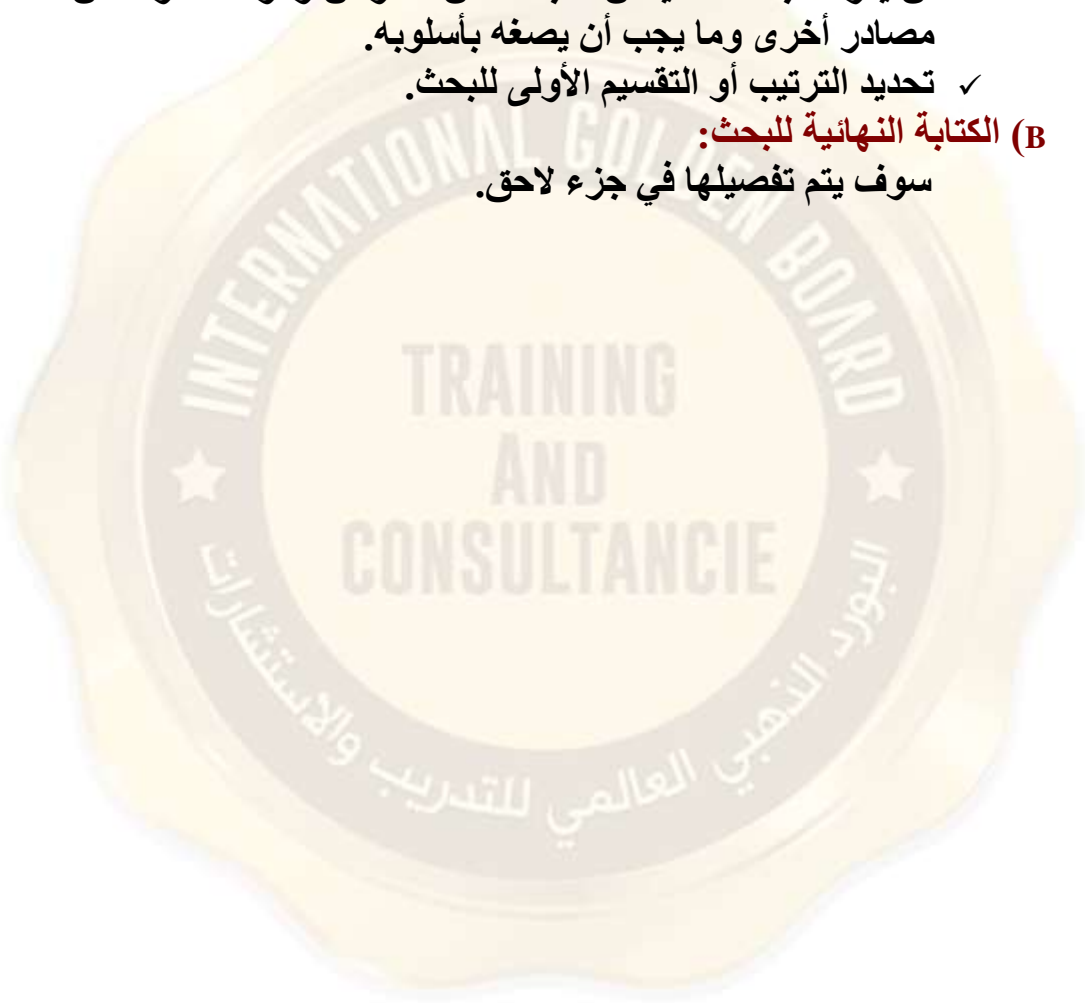 مصادر أخرى وما يجب أن يصغه بأسلوبه.
✓ تحديد الترتيب أو التقسيم الأولى للبحث.
B) الكتابة النهائية للبحث:
سوف يتم تفصيلها في جزء لاحق.
INTERNATIONAL GOLDEN BOARD
TRAINING
AND
CONSULTANCIE
البورد الذهبي العالمي للتدريب والاستشارات